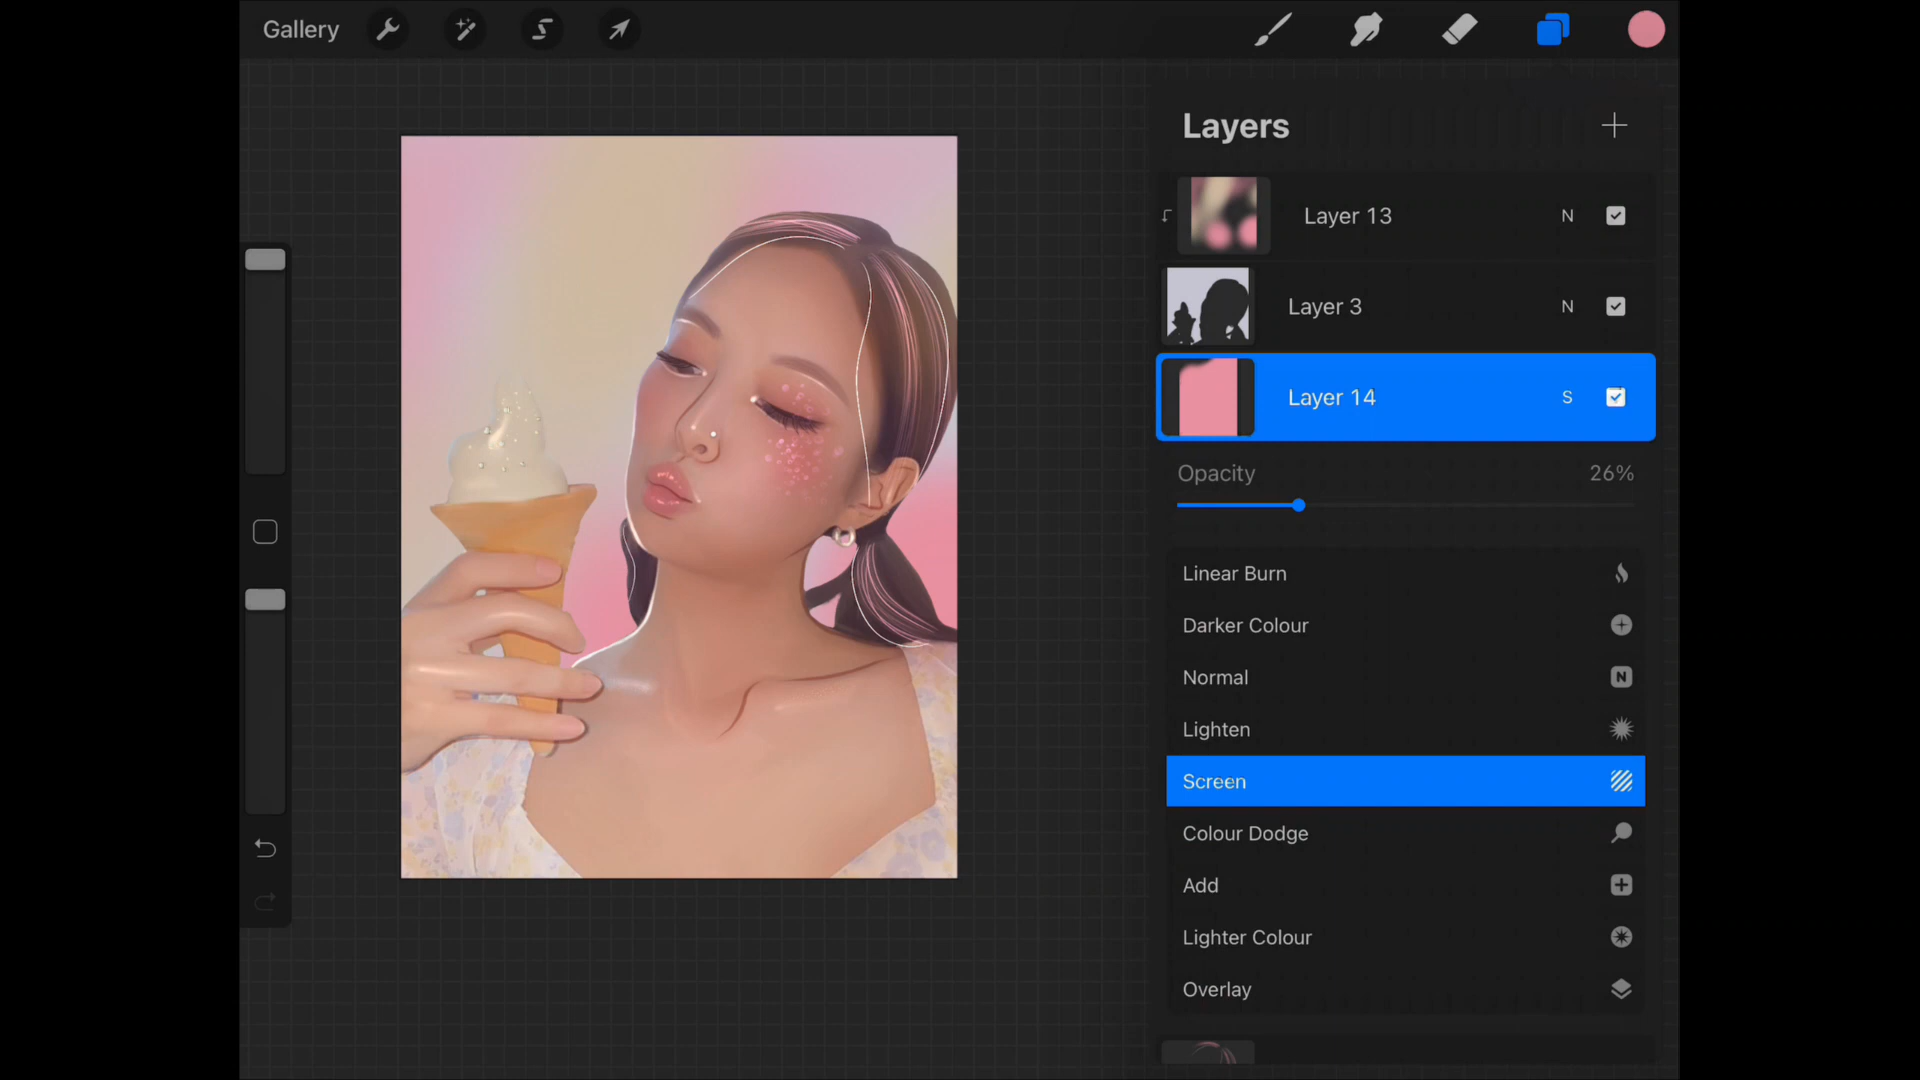 Gallery
Layers
Layer 13 N
Layer 3 N
Layer 14 S
Opacity 26%
Linear Burn
Darker Colour
Normal N
Lighten
Screen
Colour Dodge
Add
Lighter Colour
Overlay